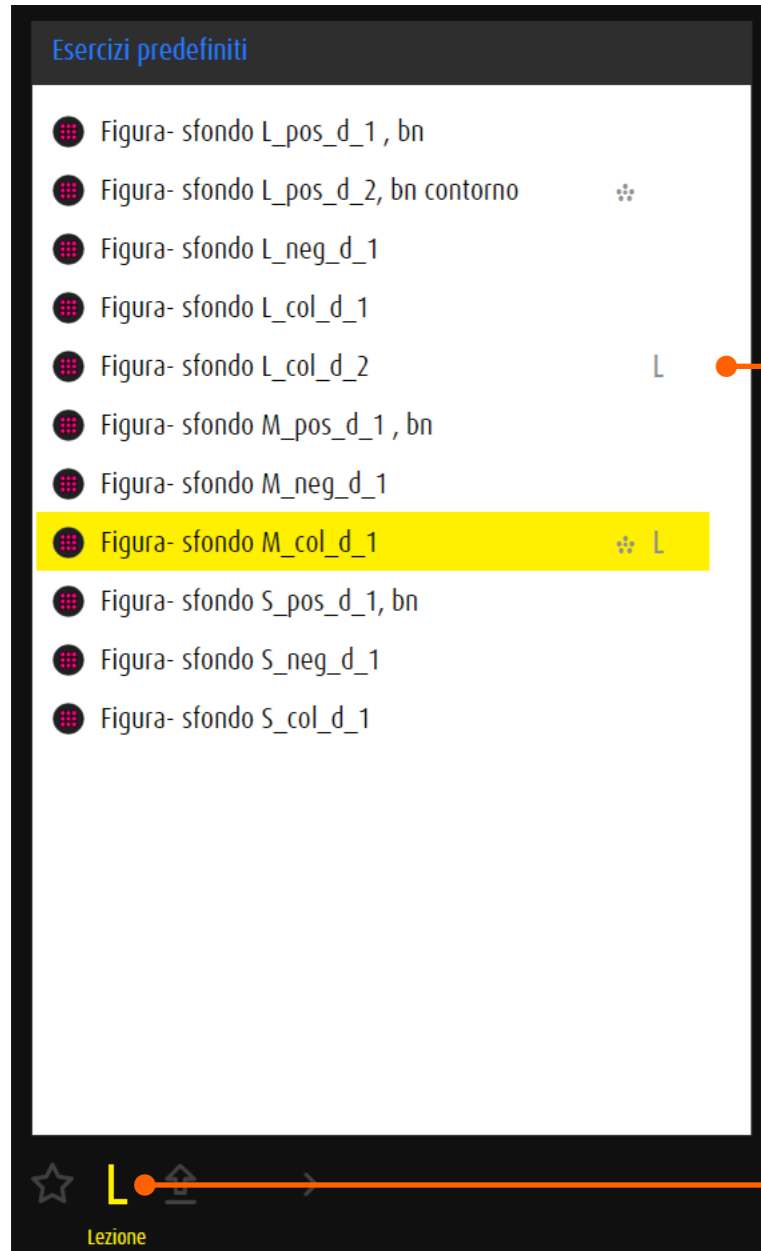 Esercizi predefiniti
Figura- sfondo L_pos_d_1 , bn
Figura- sfondo L_pos_d_2, bn contorno
Figura- sfondo L_neg_d_1
Figura- sfondo L_col_d_1
Figura- sfondo L_col_d_2 L
Figura- sfondo M_pos_d_1 , bn
Figura- sfondo M_neg_d_1
Figura- sfondo M_col_d_1 L
Figura- sfondo S_pos_d_1, bn
Figura- sfondo S_neg_d_1
Figura- sfondo S_col_d_1
L
Lezione